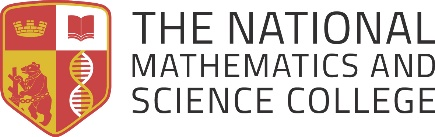 THE NATIONAL
MATHEMATICS AND
SCIENCE COLLEGE